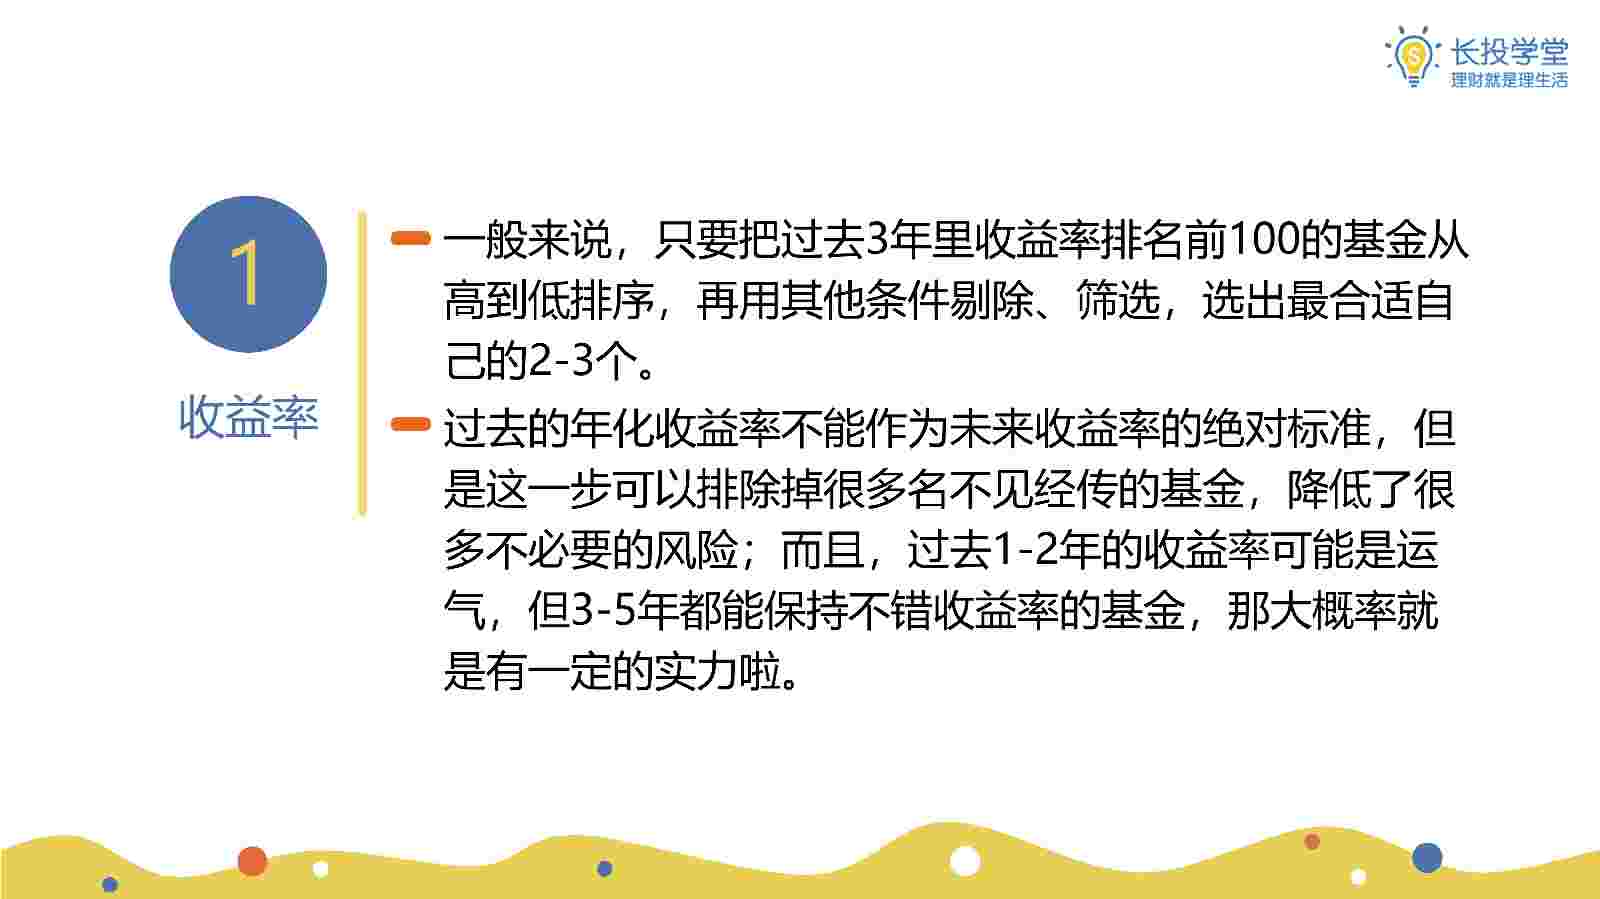 长投学堂
理财就是理生活
1
收益率
一般来说，只要把过去3年里收益率排名前100的基金从
高到低排序，再用其他条件剔除、筛选，选出最合适自
己的2-3个。
过去的年化收益率不能作为未来收益率的绝对标准，但
是这一步可以排除掉很多名不见经传的基金，降低了很
多不必要的风险；而且，过去1-2年的收益率可能是运
气，但3-5年都能保持不错收益率的基金，那大概率就
是有一定的实力啦。